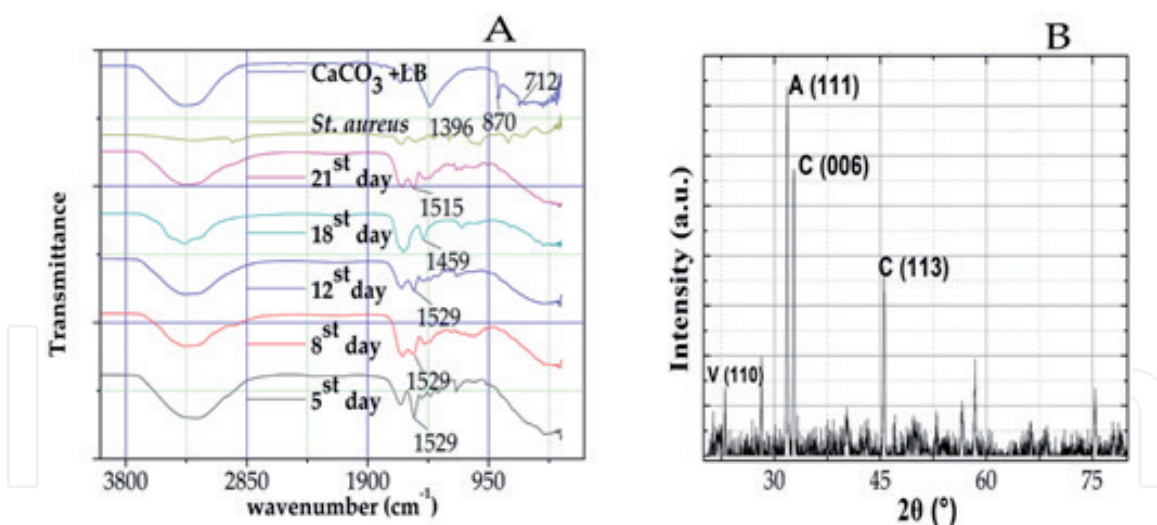 A
CaCO3 +LB
712
870
St. aureus
1396
21st day
1515
18st day
1459
12st day
1529
8st day
1529
5st day
1529
Transmittance
3800 2850 1900 950
wavenumber (cm-1)
B
A (111)
C (006)
C (113)
V (110)
Intensity (a.u.)
30 45 60 75
2θ (°)